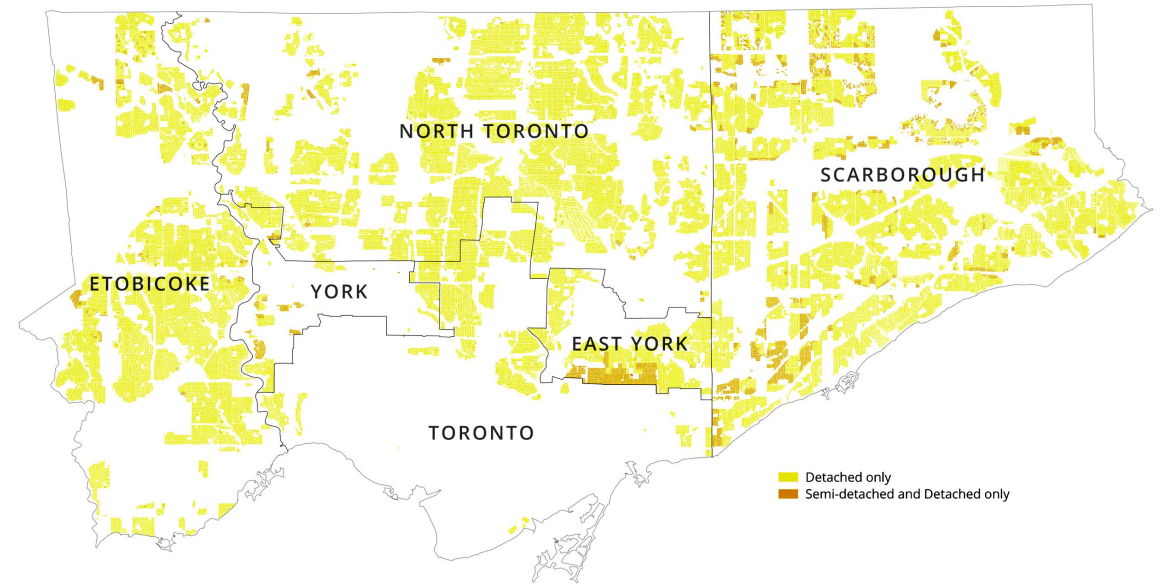 NORTH TORONTO
SCARBOROUGH
ETOBICOKE
YORK
EAST YORK
TORONTO
Detached only
Semi-detached and Detached only